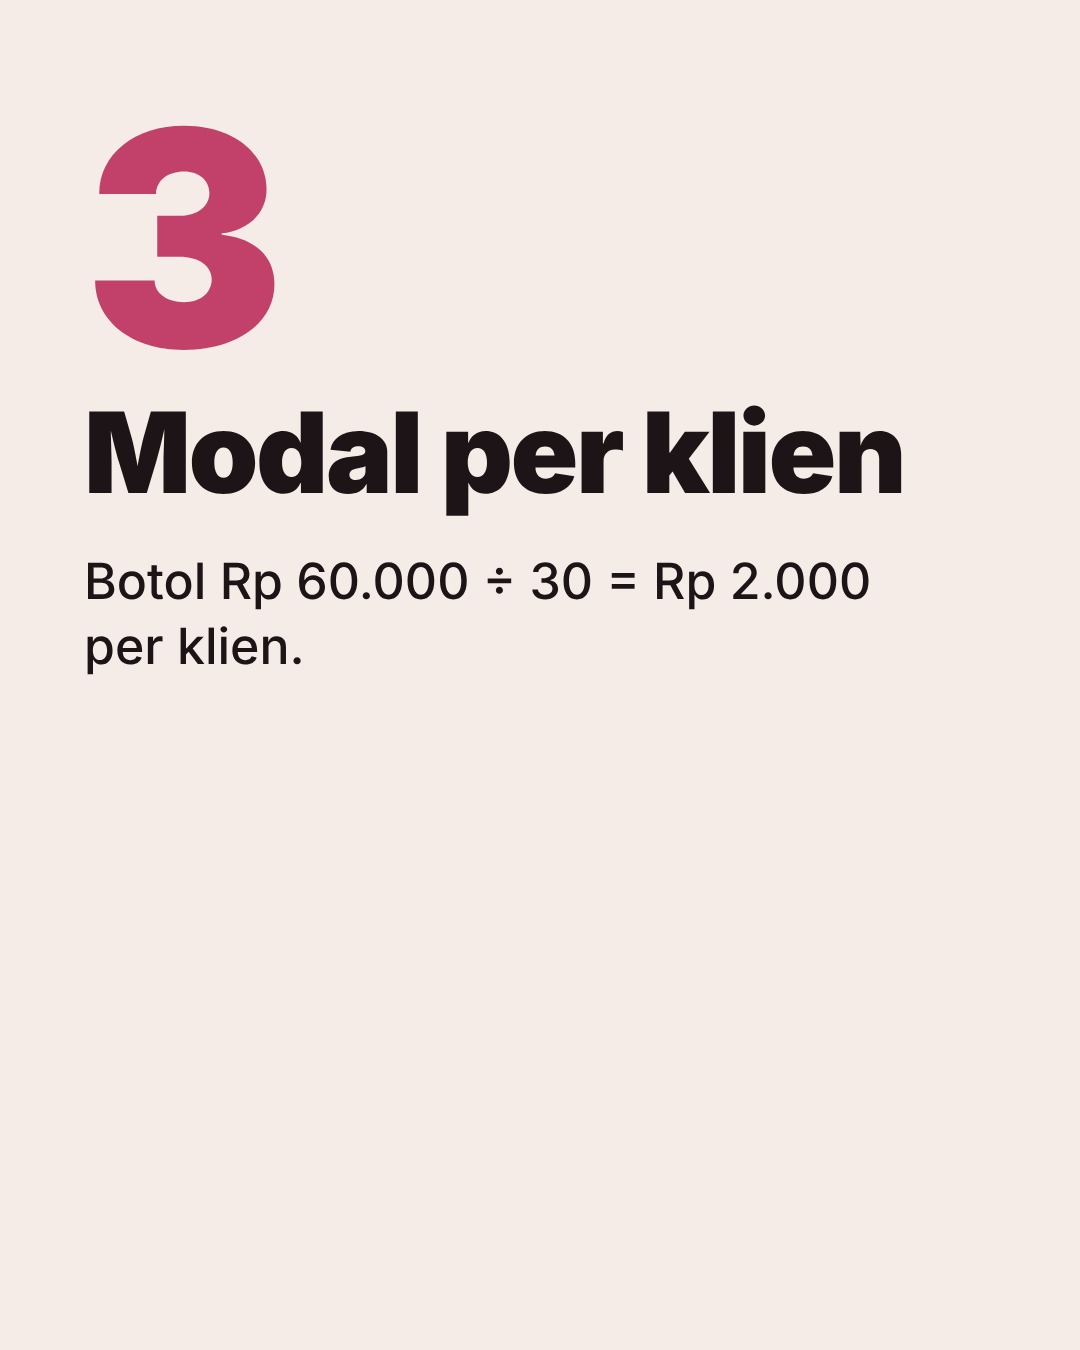 3
Modal per klien
Botol Rp 60.000 ÷ 30 = Rp 2.000
per klien.